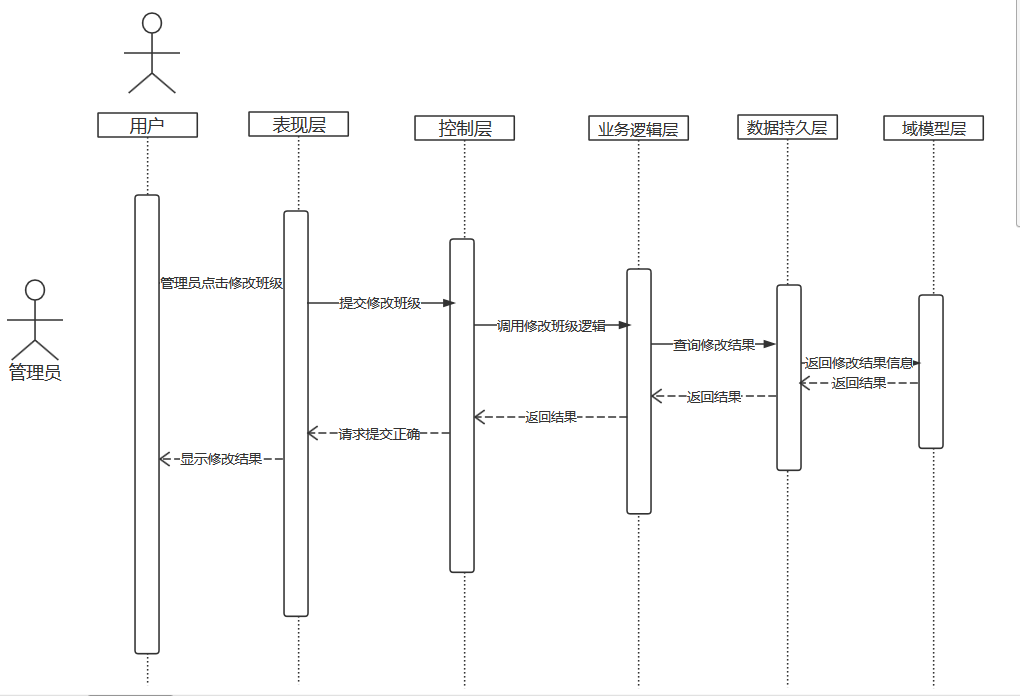 用户
表现层
控制层
业务逻辑层
数据持久层
域模型层
管理员点击修改班级
提交修改班级
调用修改班级逻辑
查询修改结果
返回修改结果信息
返回结果
返回结果
返回结果
请求提交正确
显示修改结果
管理员